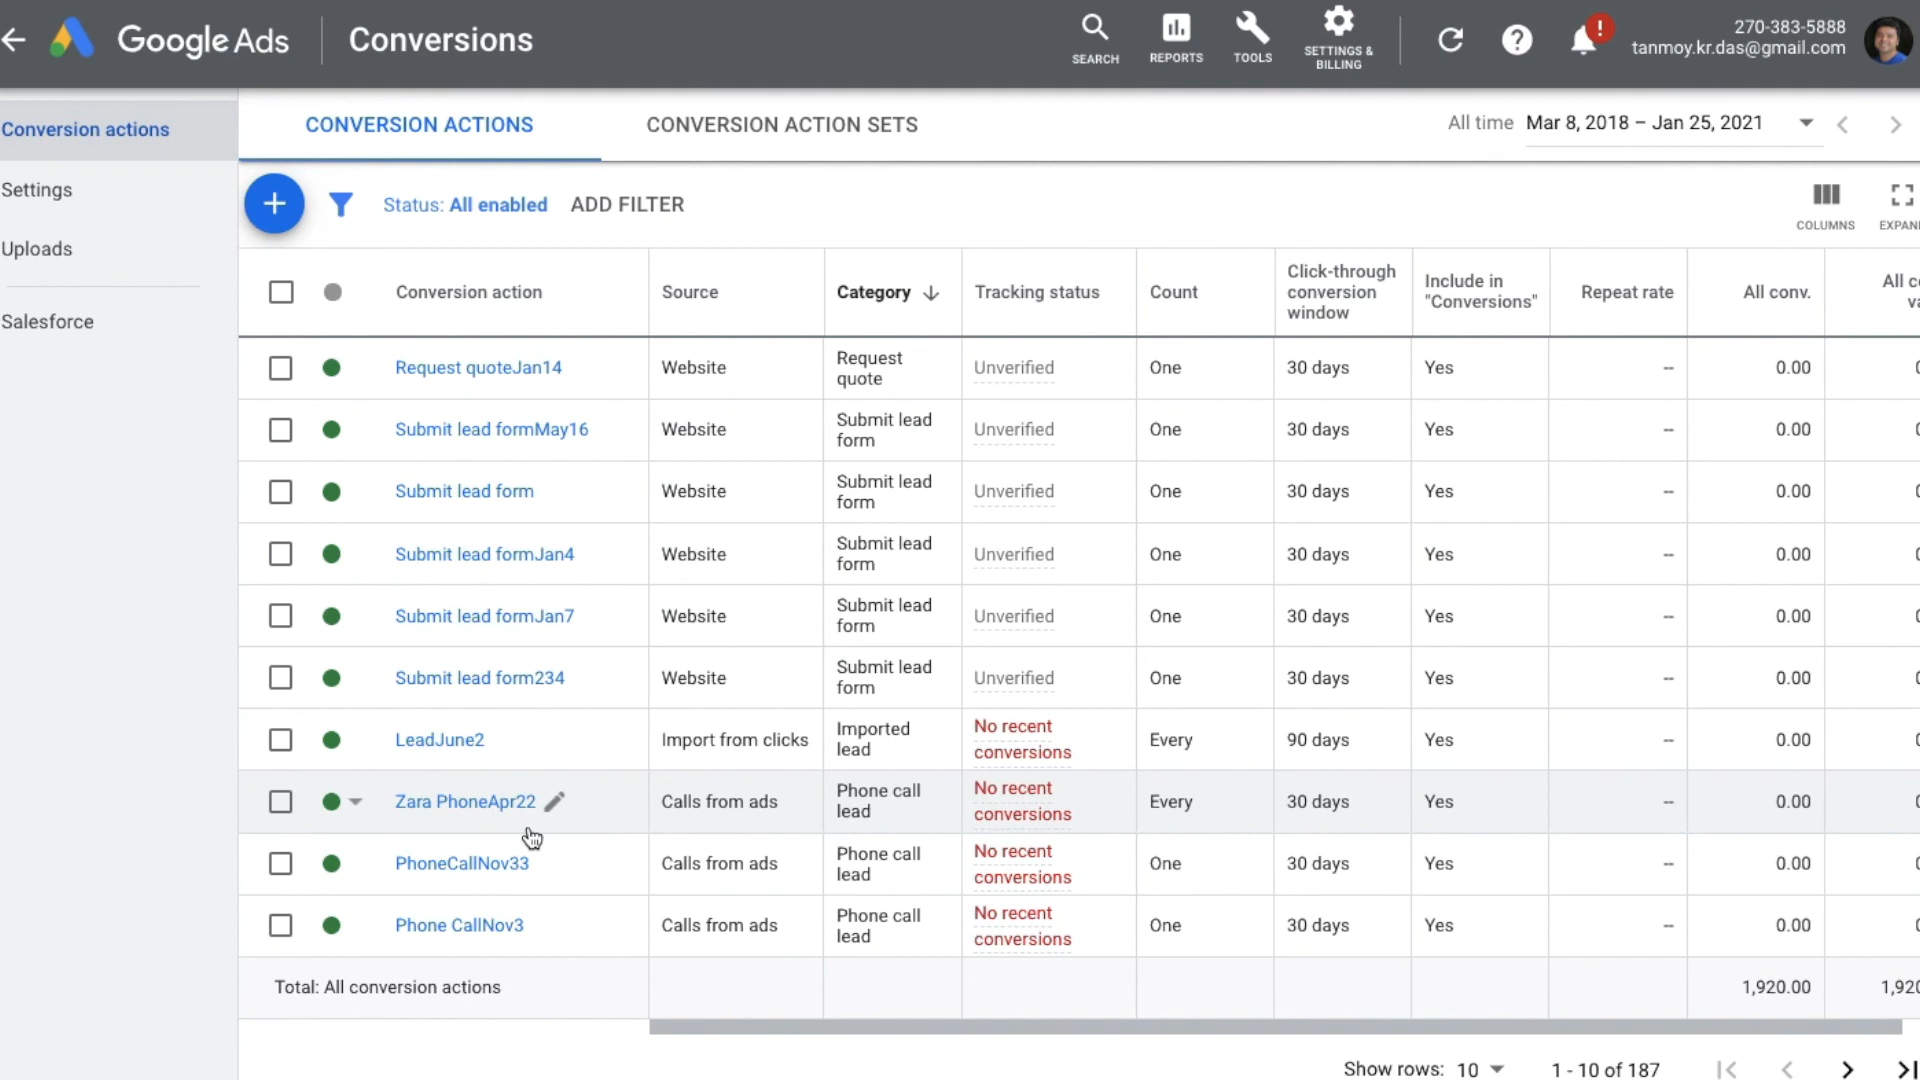 Google Ads
Conversions
SEARCH
REPORTS
TOOLS
SETTINGS &
BILLING
!
270-383-5888
tanmoy.kr.das@gmail.com
Conversion actions
Settings
Uploads
Salesforce
CONVERSION ACTIONS
CONVERSION ACTION SETS
All time Mar 8, 2018 – Jan 25, 2021
Status: All enabled
ADD FILTER
COLUMNS
Conversion action
Source
Category
Tracking status
Count
Click-through
conversion
window
Include in
"Conversions"
Repeat rate
All conv.
Request quoteJan14 Website Request quote Unverified One 30 days Yes -- 0.00
Submit lead formMay16 Website Submit lead form Unverified One 30 days Yes -- 0.00
Submit lead form Website Submit lead form Unverified One 30 days Yes -- 0.00
Submit lead formJan4 Website Submit lead form Unverified One 30 days Yes -- 0.00
Submit lead formJan7 Website Submit lead form Unverified One 30 days Yes -- 0.00
Submit lead form234 Website Submit lead form Unverified One 30 days Yes -- 0.00
LeadJune2 Import from clicks Imported lead No recent conversions Every 90 days Yes -- 0.00
Zara PhoneApr22 Calls from ads Phone call lead No recent conversions Every 30 days Yes -- 0.00
PhoneCallNov33 Calls from ads Phone call lead No recent conversions One 30 days Yes -- 0.00
Phone CallNov3 Calls from ads Phone call lead No recent conversions One 30 days Yes -- 0.00
Total: All conversion actions 1,920.00
Show rows: 10
1 - 10 of 187